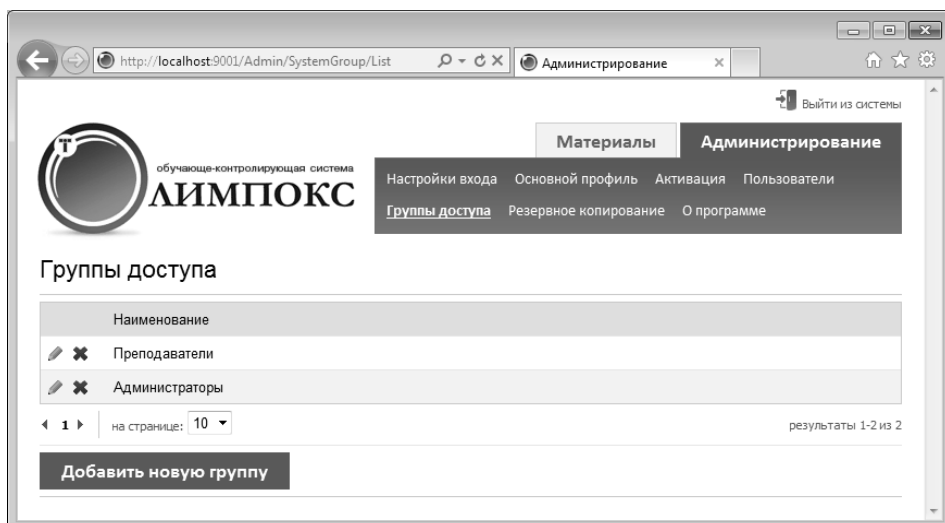 http://localhost:9001/Admin/SystemGroup/List
Администрирование
Выйти из системы
Материалы
Администрирование
Т
обучающе-контролирующая система
ЛИМПОКС
Настройки входа Основной профиль Активация Пользователи
Группы доступа Резервное копирование О программе
Группы доступа
Наименование
Преподаватели
Администраторы
1 на странице: 10 результаты 1-2 из 2
Добавить новую группу